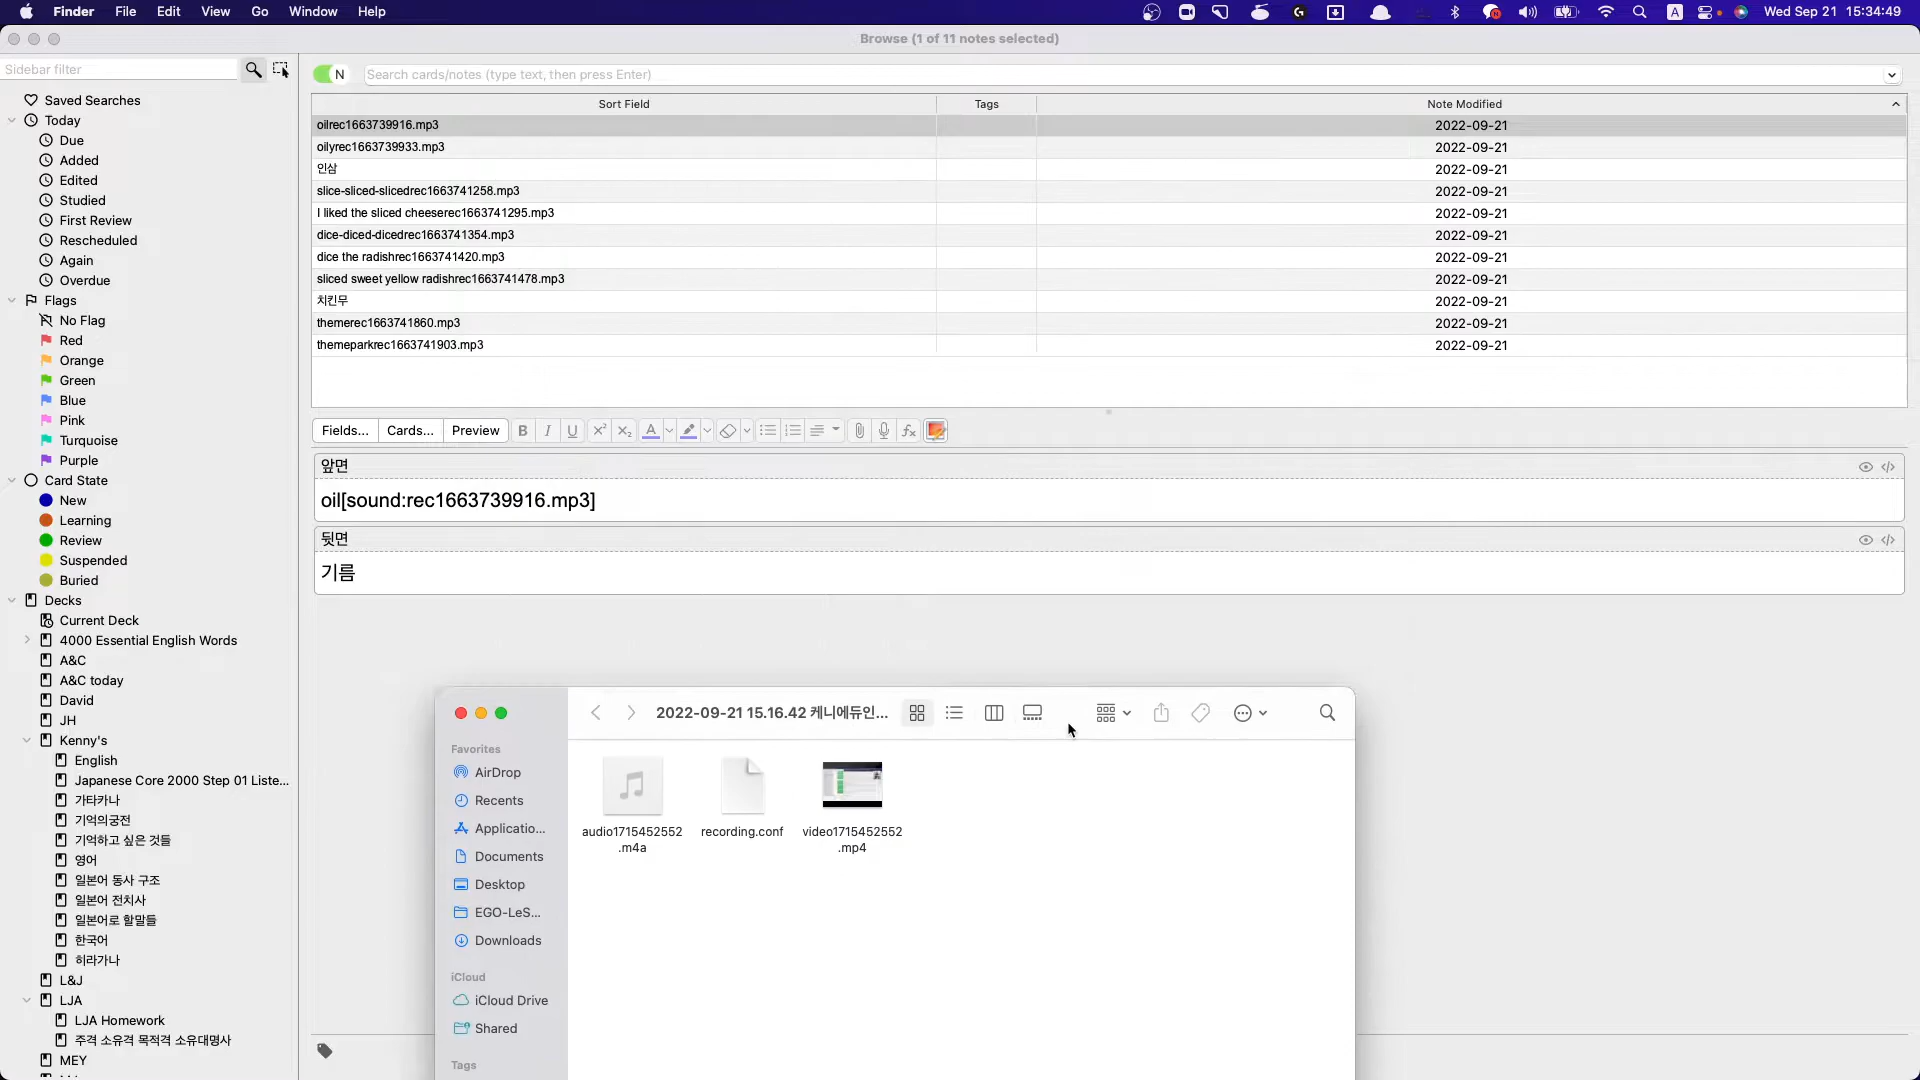 Finder File Edit View Go Window Help
A Wed Sep 21 15:34:49
Browse (1 of 11 notes selected)
Sidebar filter
N
Search cards/notes (type text, then press Enter)
Saved Searches
Today
Due
Added
Edited
Studied
First Review
Rescheduled
Again
Overdue
Flags
No Flag
Red
Orange
Green
Blue
Pink
Turquoise
Purple
Card State
New
Learning
Review
Suspended
Buried
Decks
Current Deck
4000 Essential English Words
A&C
A&C today
David
JH
Kenny's
English
Japanese Core 2000 Step 01 Liste...
가타카나
기억의궁전
기억하고 싶은 것들
영어
일본어 동사 구조
일본어 전치사
일본어로 할말들
한국어
히라가나
L&J
LJA
LJA Homework
주격 소유격 목적격 소유대명사
MEY
Sort Field Tags Note Modified
oilrec1663739916.mp3 2022-09-21
oilyrec1663739933.mp3 2022-09-21
인삼 2022-09-21
slice-sliced-slicedrec1663741258.mp3 2022-09-21
I liked the sliced cheeserec1663741295.mp3 2022-09-21
dice-diced-dicedrec1663741354.mp3 2022-09-21
dice the radishrec1663741420.mp3 2022-09-21
sliced sweet yellow radishrec1663741478.mp3 2022-09-21
치킨무 2022-09-21
themerec1663741860.mp3 2022-09-21
themeparkrec1663741903.mp3 2022-09-21
Fields... Cards... Preview B I U x² x₂ A fx
앞면
oil[sound:rec1663739916.mp3]
뒷면
기름
2022-09-21 15.16.42 케니에듀인...
Favorites
AirDrop
Recents
Applicatio...
Documents
Desktop
EGO-LeS...
Downloads
iCloud
iCloud Drive
Shared
Tags
audio1715452552
.m4a
recording.conf
video1715452552
.mp4